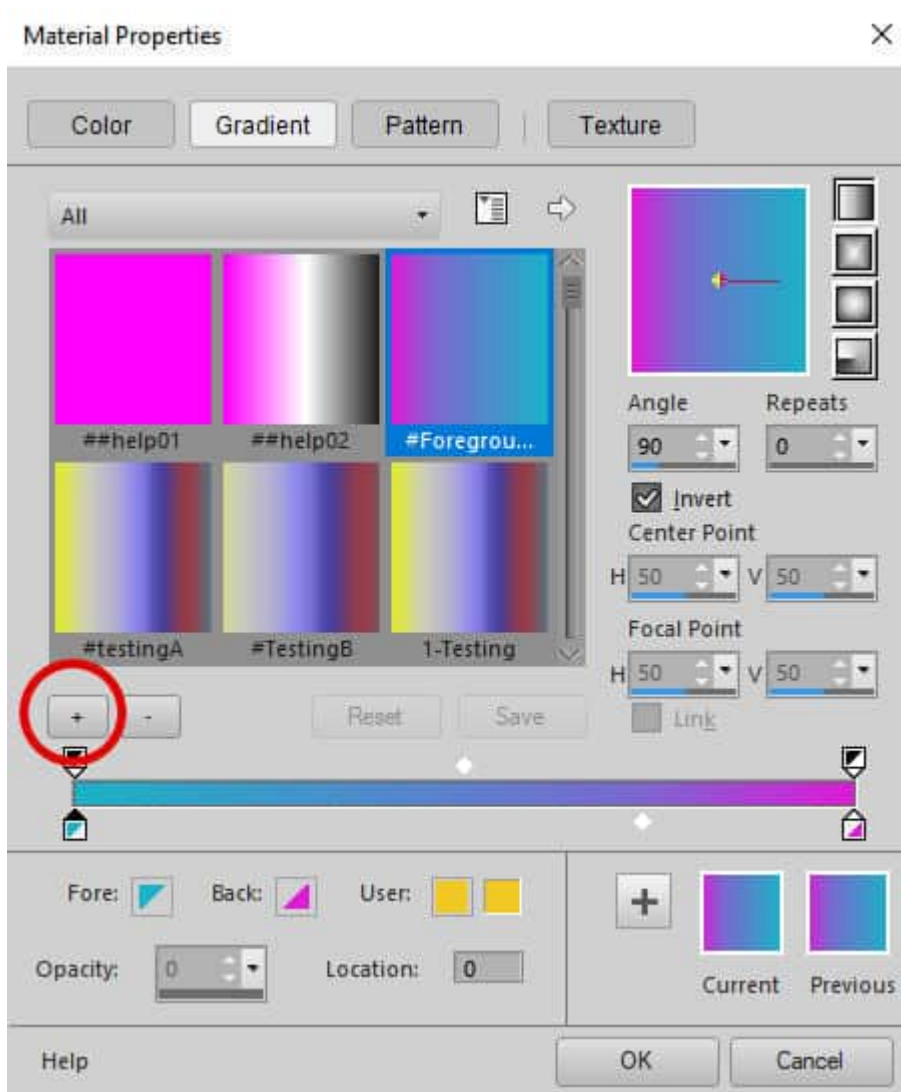 Material Properties
Color Gradient Pattern Texture
All
##help01 ##help02 #Foregrou...
#testingA #TestingB 1-Testing
+ - Reset Save
Angle Repeats
90 0
Invert
Center Point
H 50 V 50
Focal Point
H 50 V 50
Link
Fore: Back: User:
Opacity: 0 Location: 0
+
Current Previous
Help OK Cancel